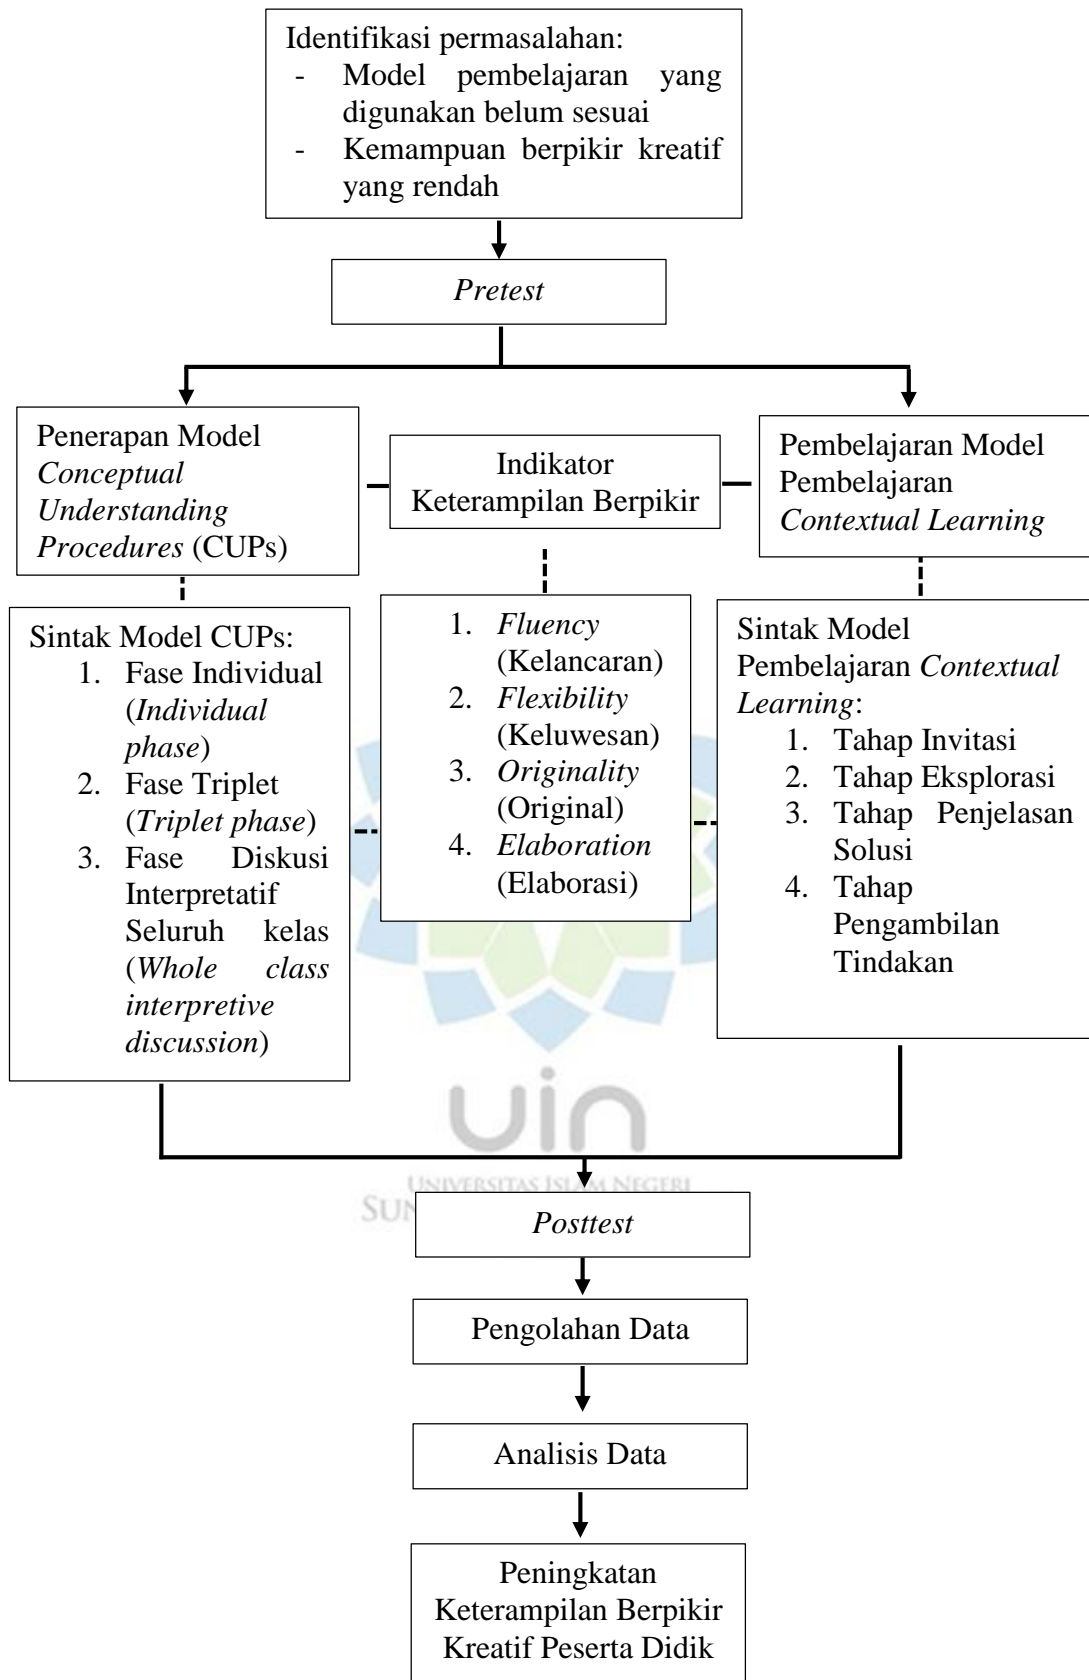 Identifikasi permasalahan:
- Model pembelajaran yang
digunakan belum sesuai
- Kemampuan berpikir kreatif
yang rendah
Pretest
Penerapan Model
Conceptual
Understanding
Procedures (CUPs)
Indikator
Keterampilan Berpikir
Pembelajaran Model
Pembelajaran
Contextual Learning
Sintak Model CUPs:
1. Fase Individual
(Individual
phase)
2. Fase Triplet
(Triplet phase)
3. Fase Diskusi
Interpretatif
Seluruh kelas
(Whole class
interpretive
discussion)
1. Fluency
(Kelancaran)
2. Flexibility
(Keluwesan)
3. Originality
(Original)
4. Elaboration
(Elaborasi)
Sintak Model
Pembelajaran Contextual
Learning:
1. Tahap Invitasi
2. Tahap Eksplorasi
3. Tahap Penjelasan
Solusi
4. Tahap
Pengambilan
Tindakan
uin
UNIVERSITAS ISLAM NEGERI
Posttest
Pengolahan Data
Analisis Data
Peningkatan
Keterampilan Berpikir
Kreatif Peserta Didik